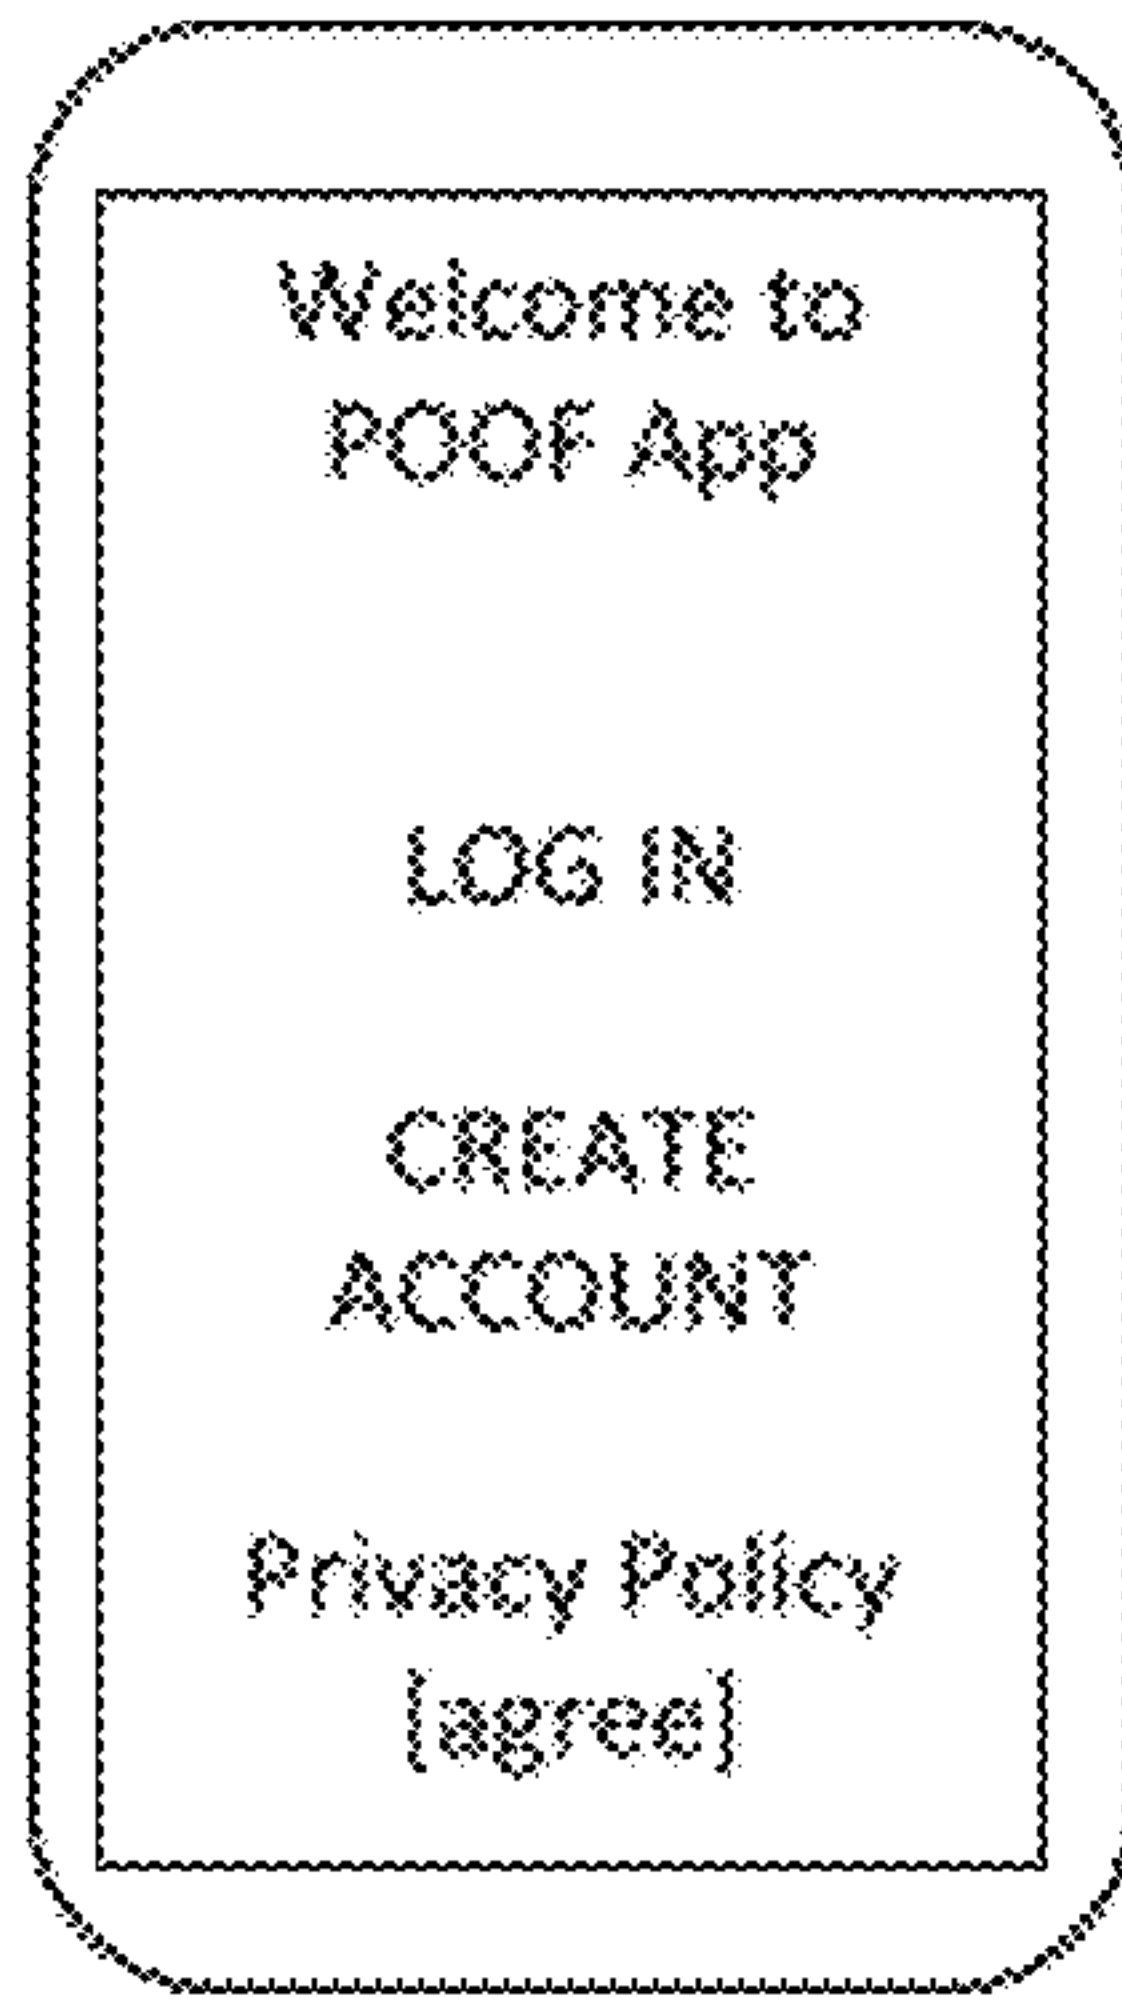 Welcome to
POOF App
LOG IN
CREATE
ACCOUNT
Privacy Policy
[agree]